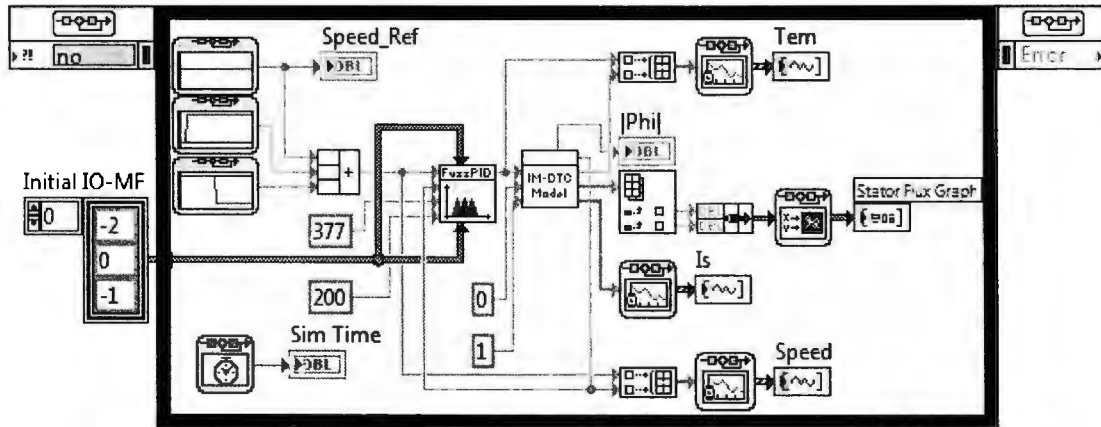 ?! no
Error
Speed_Ref
DBL
Tem
|Phi|
DBL
FuzzPID
IM-DTC
Model
Initial IO-MF
0
-2
0
-1
377
200
0
1
X→
Y→
Stator Flux Graph
Is
Sim Time
DBL
Speed